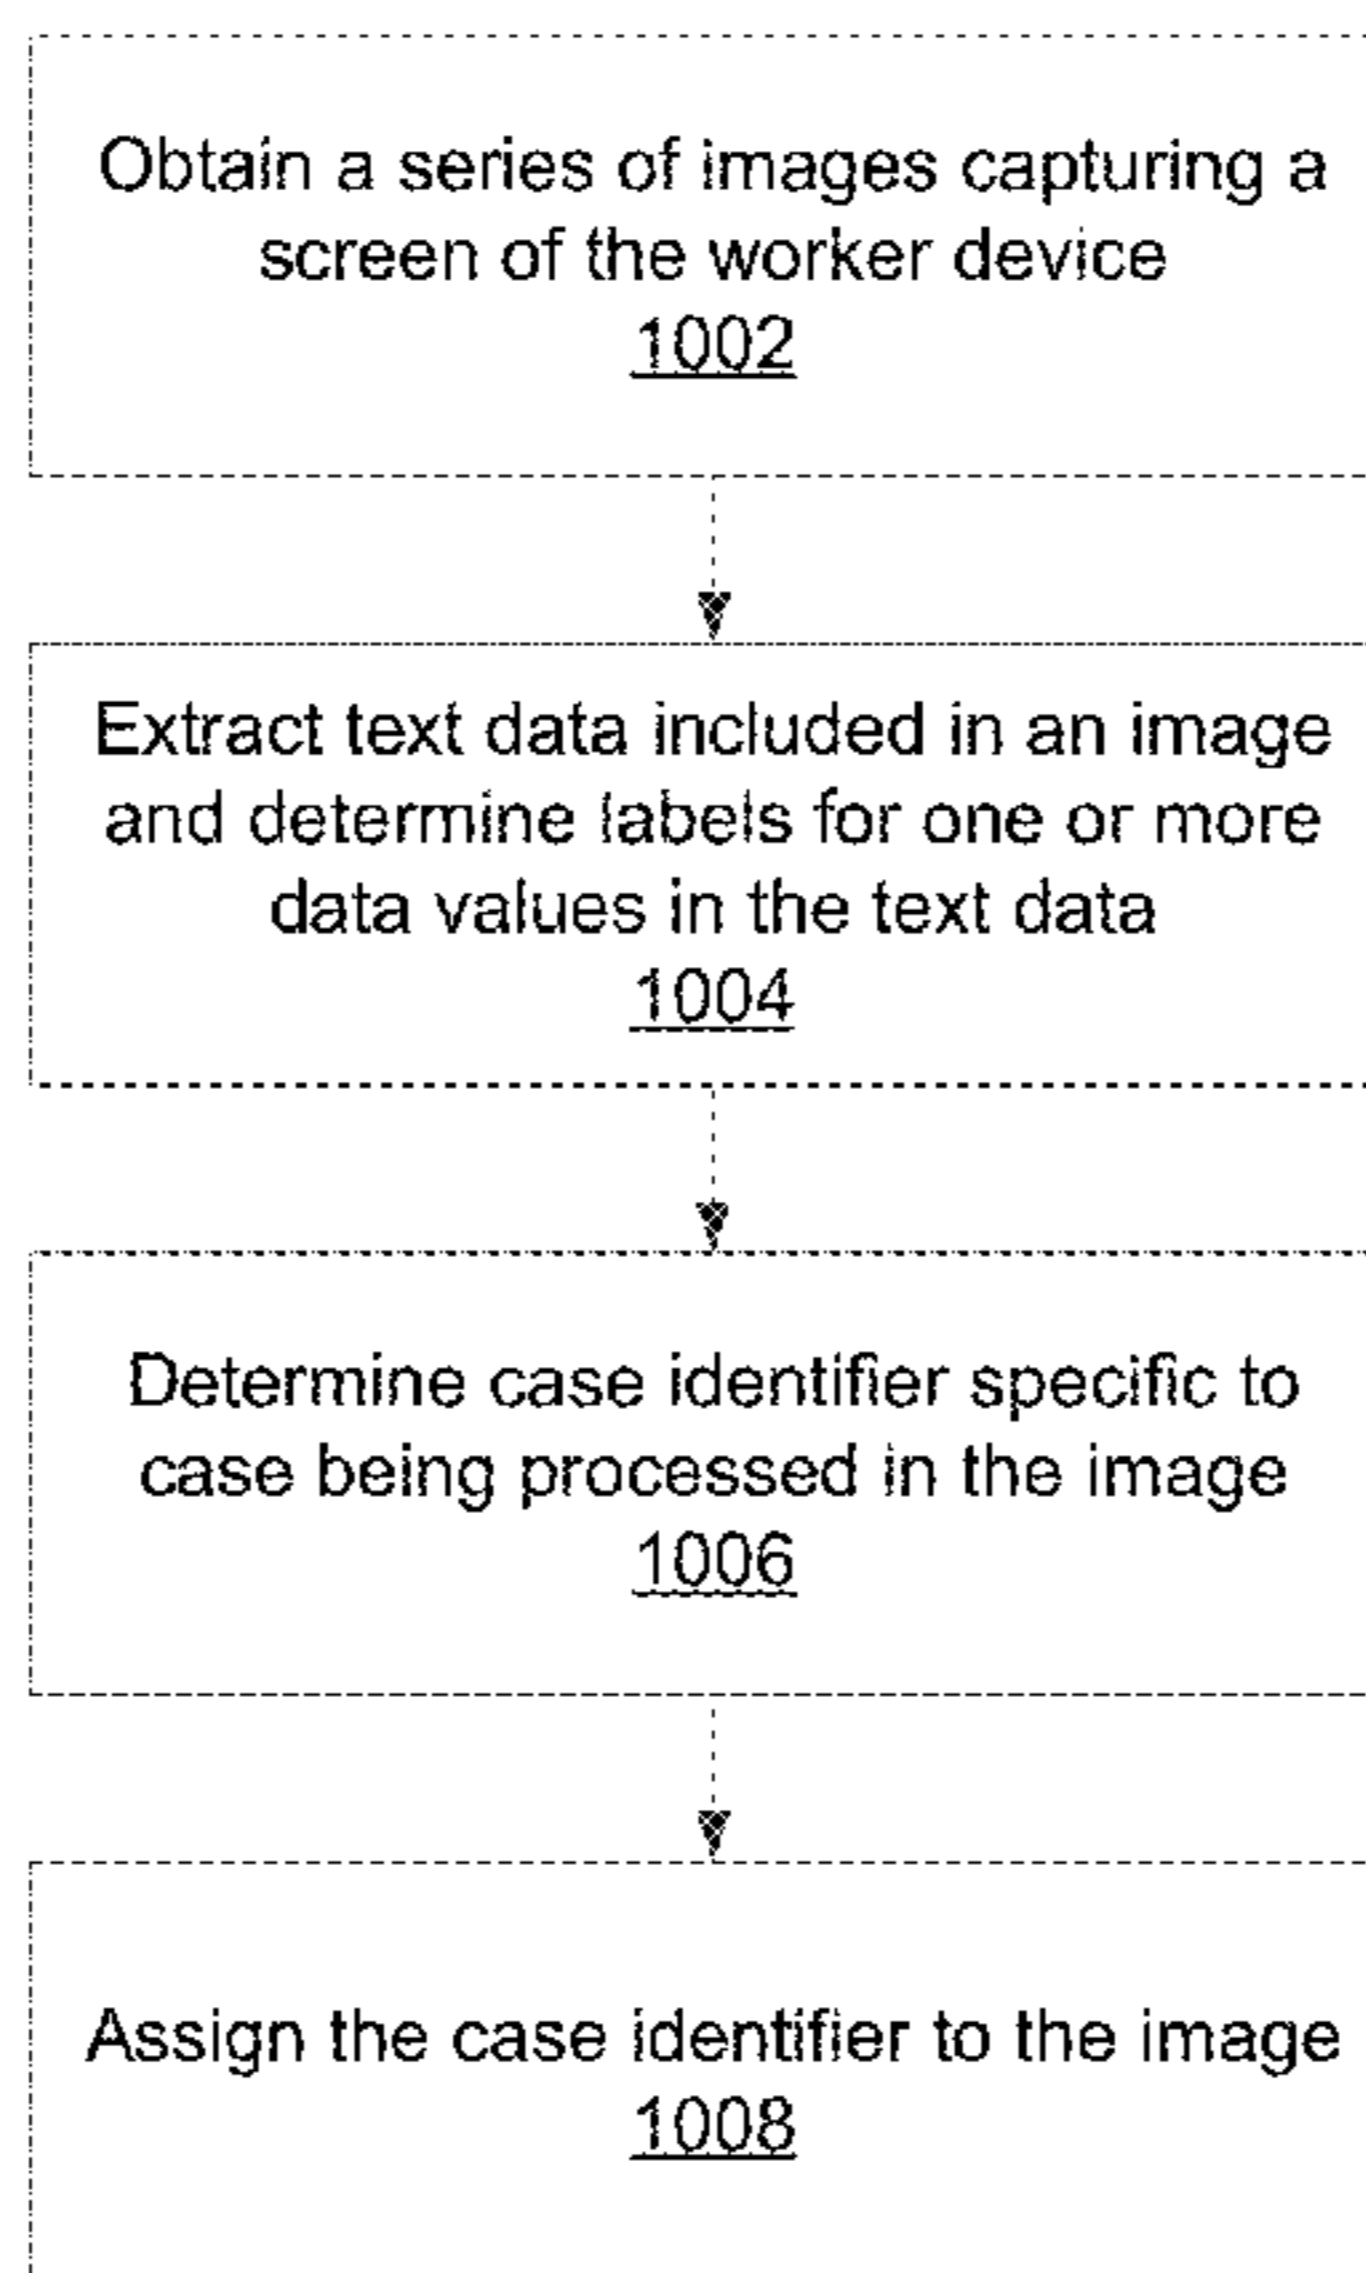 Obtain a series of images capturing a
screen of the worker device
1002
Extract text data included in an image
and determine labels for one or more
data values in the text data
1004
Determine case identifier specific to
case being processed in the image
1006
Assign the case identifier to the image
1008